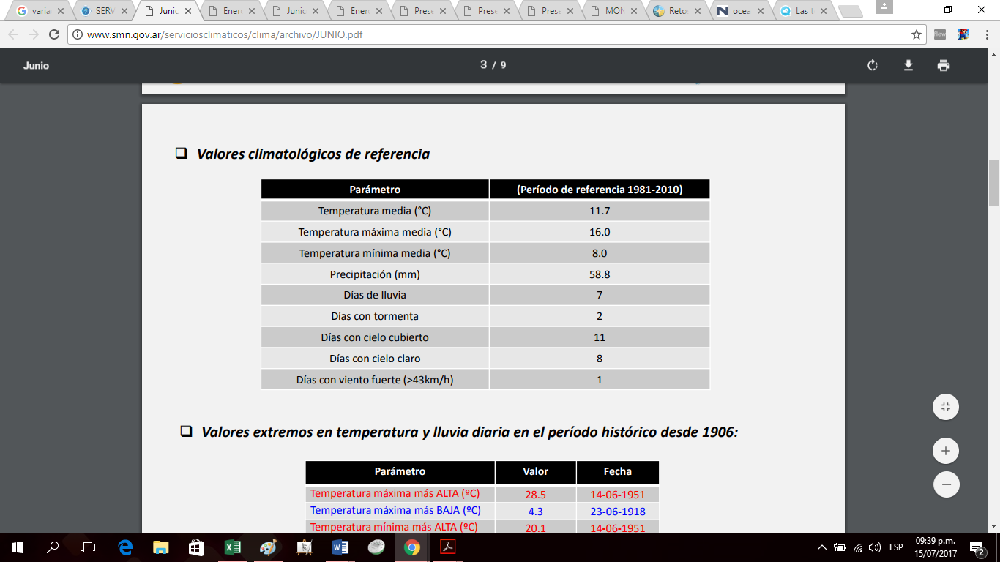 varia
SERV
Junio
Enero
Junio
Enero
Prese
Prese
Prese
MON
Reto
ocea
Las t
www.smn.gov.ar/serviciosclimaticos/clima/archivo/JUNIO.pdf
flow
Junio
3 / 9
Valores climatológicos de referencia
Parámetro (Período de referencia 1981-2010)
Temperatura media (°C) 11.7
Temperatura máxima media (°C) 16.0
Temperatura mínima media (°C) 8.0
Precipitación (mm) 58.8
Días de lluvia 7
Días con tormenta 2
Días con cielo cubierto 11
Días con cielo claro 8
Días con viento fuerte (>43km/h) 1
Valores extremos en temperatura y lluvia diaria en el período histórico desde 1906:
Parámetro Valor Fecha
Temperatura máxima más ALTA (ºC) 28.5 14-06-1951
Temperatura máxima más BAJA (ºC) 4.3 23-06-1918
Temperatura mínima más ALTA (ºC) 20.1 14-06-1951
ESP
09:39 p.m.
15/07/2017
2